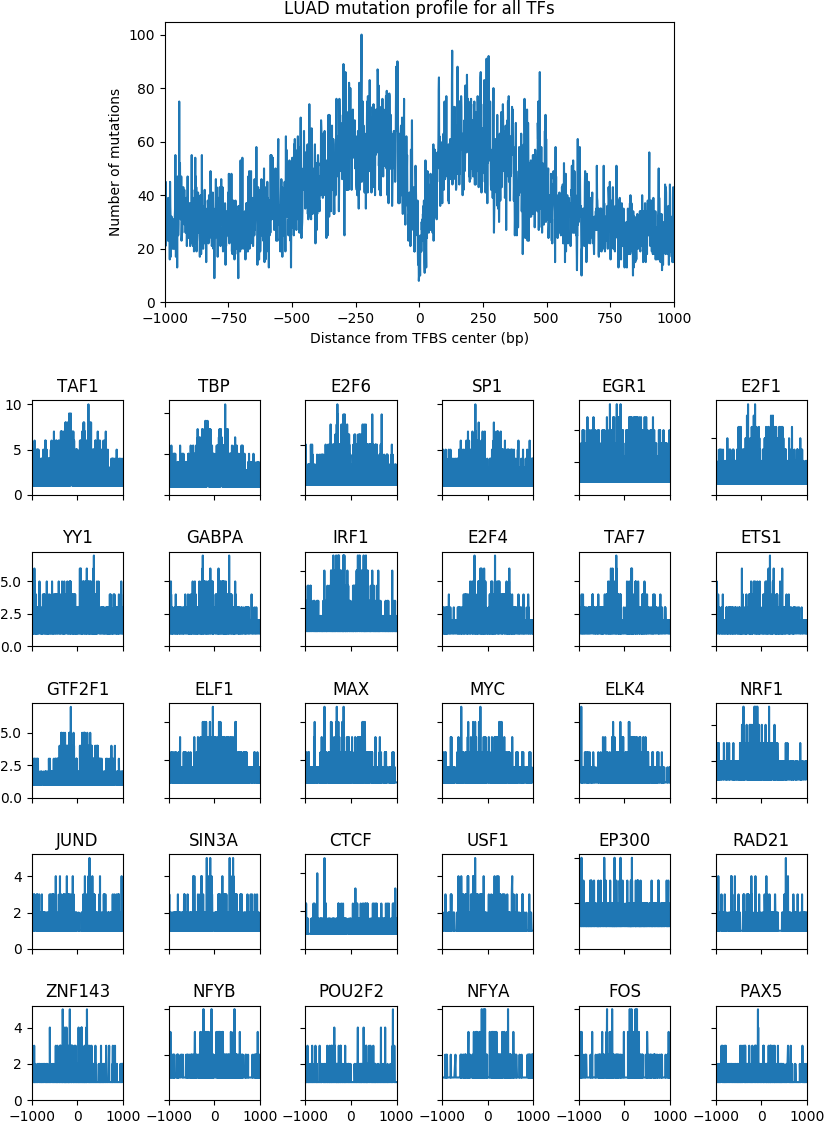 LUAD mutation profile for all TFs
100
80
60
40
20
0
Number of mutations
−1000 −750 −500 −250 0 250 500 750 1000
Distance from TFBS center (bp)
TAF1 TBP E2F6 SP1 EGR1 E2F1
10
5
0
YY1 GABPA IRF1 E2F4 TAF7 ETS1
5.0
2.5
0.0
GTF2F1 ELF1 MAX MYC ELK4 NRF1
5.0
2.5
0.0
JUND SIN3A CTCF USF1 EP300 RAD21
4
2
0
ZNF143 NFYB POU2F2 NFYA FOS PAX5
4
2
0
−1000 0 1000 −1000 0 1000 −1000 0 1000 −1000 0 1000 −1000 0 1000 −1000 0 1000